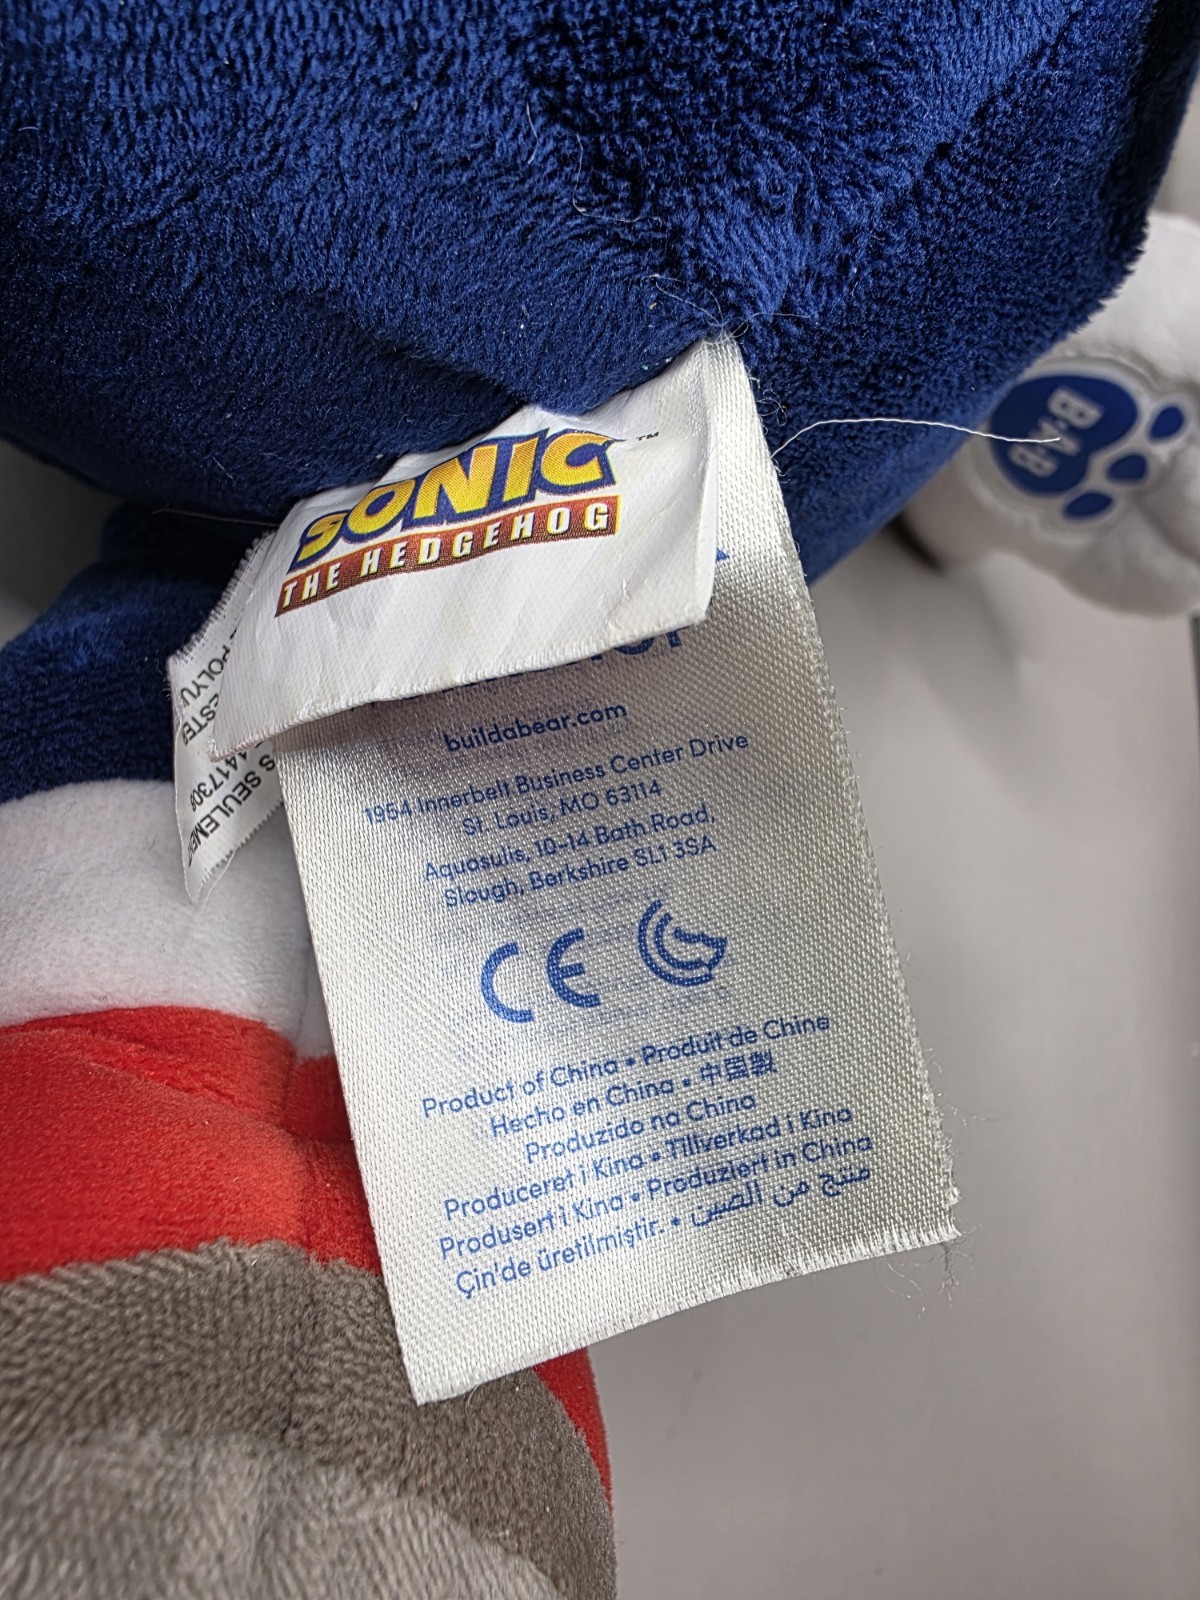 SONIC™
THE HEDGEHOG
buildabear.com
1954 Innerbelt Business Center Drive
St. Louis, MO 63114
Aquasulis, 10-14 Bath Road,
Slough, Berkshire SL1 3SA
CE
Product of China • Produit de Chine
Hecho en China • 中国製
Produzido na China
Produceret i Kina • Tillverkad i Kina
Produsert i Kina • Produziert in China
Çin'de üretilmiştir. • منتج من الصين
S SEULEMENT
B·A·B